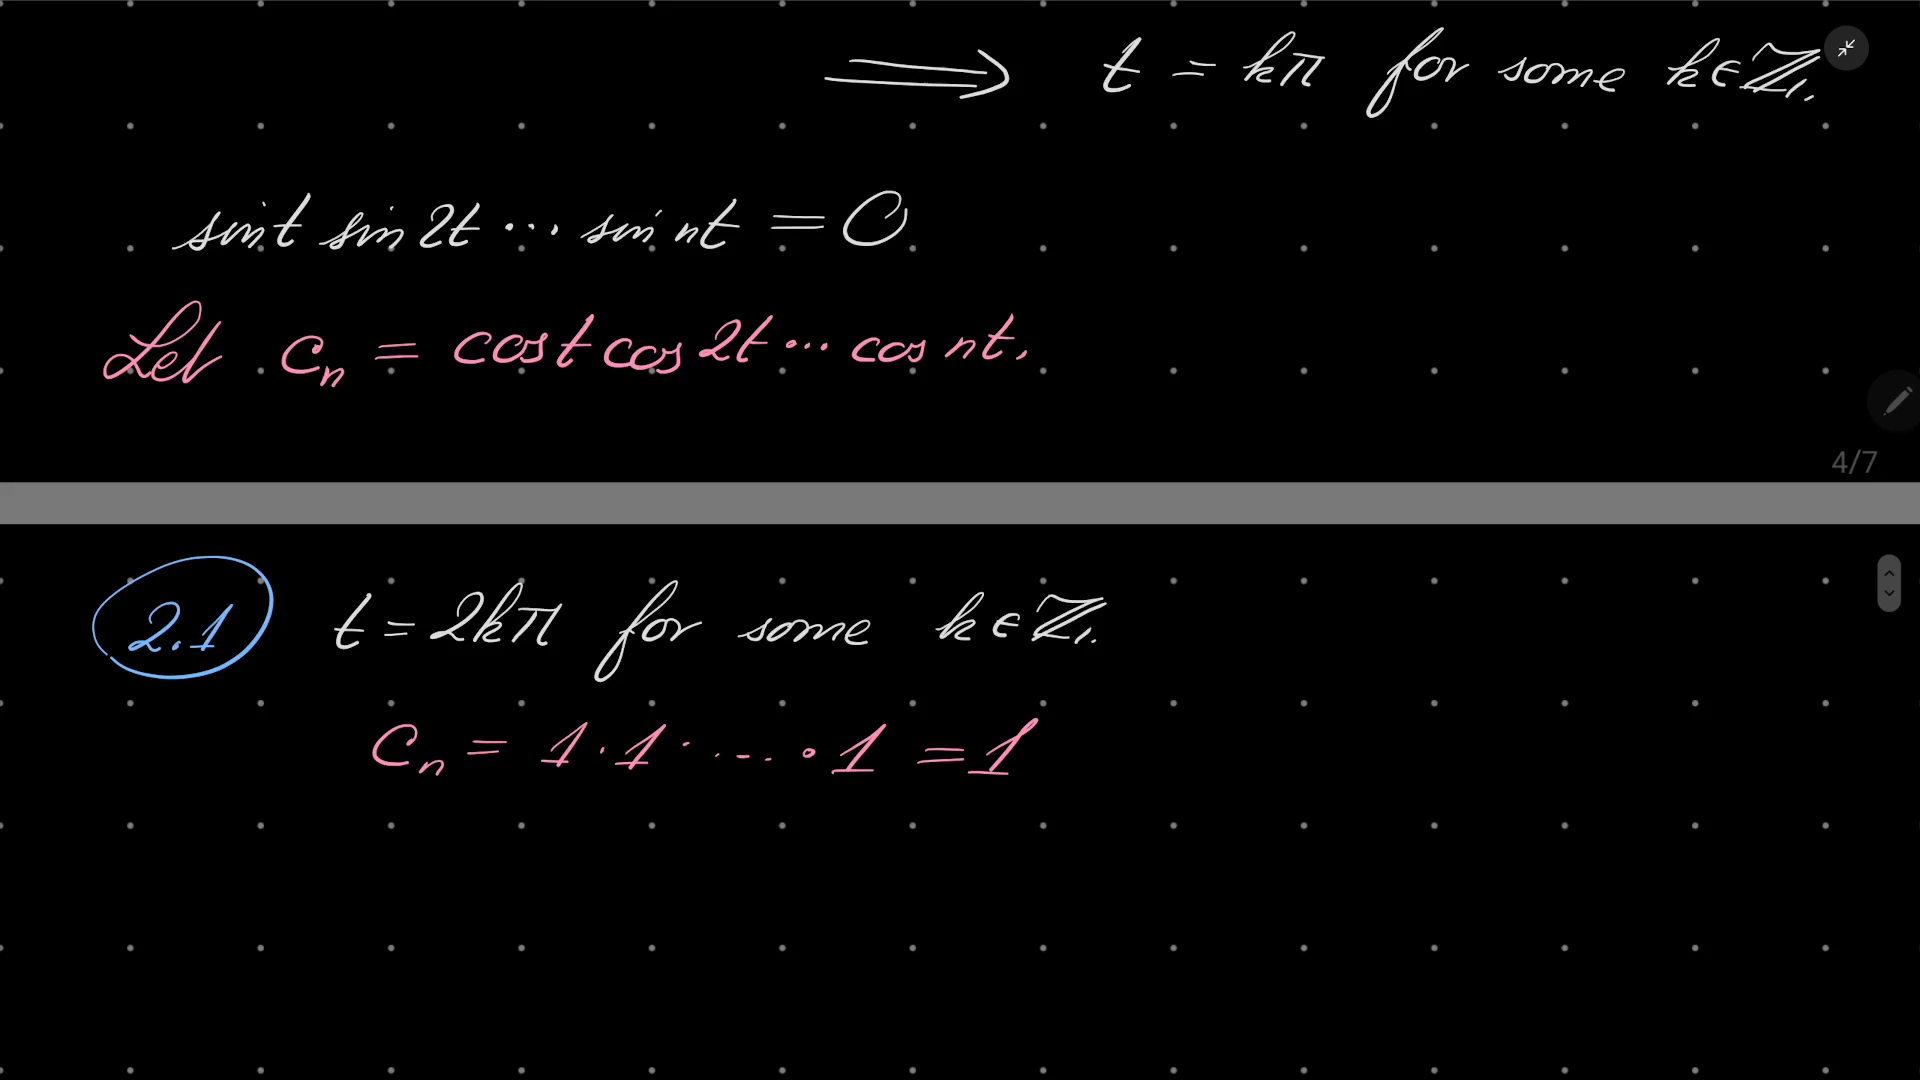 ⟹ t = kπ for some k∈ℤ.
sin t sin 2t ··· sin nt = 0.
Let cₙ = cos t cos 2t ··· cos nt.
4/7
2.1 t = 2kπ for some k∈ℤ.
cₙ = 1·1· ... ·1 = 1